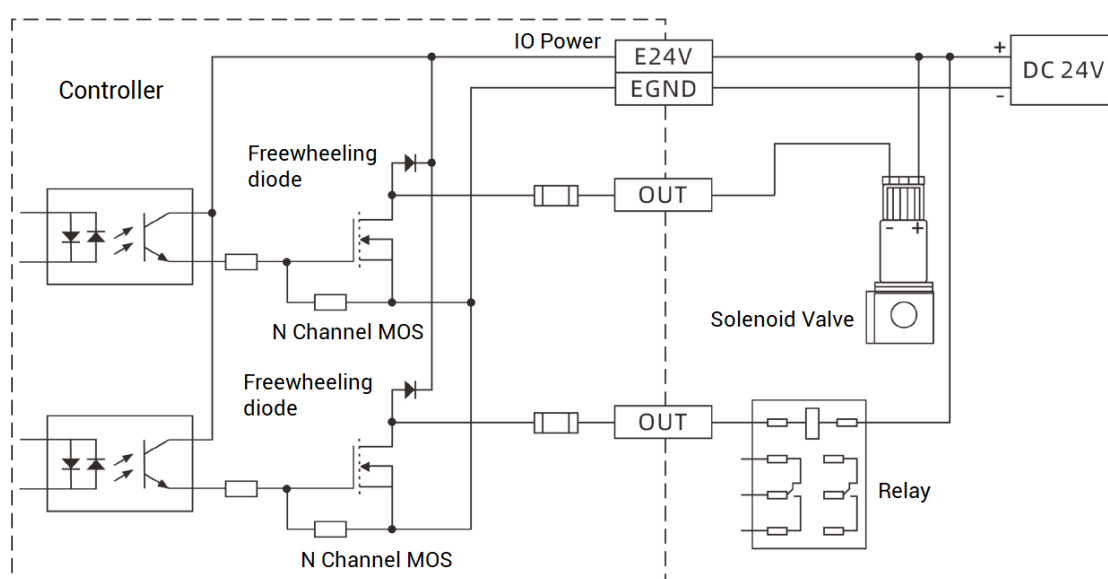 IO Power
E24V
+
DC 24V
Controller
EGND
-
Freewheeling
diode
OUT
- +
Solenoid Valve
N Channel MOS
Freewheeling
diode
OUT
Relay
N Channel MOS